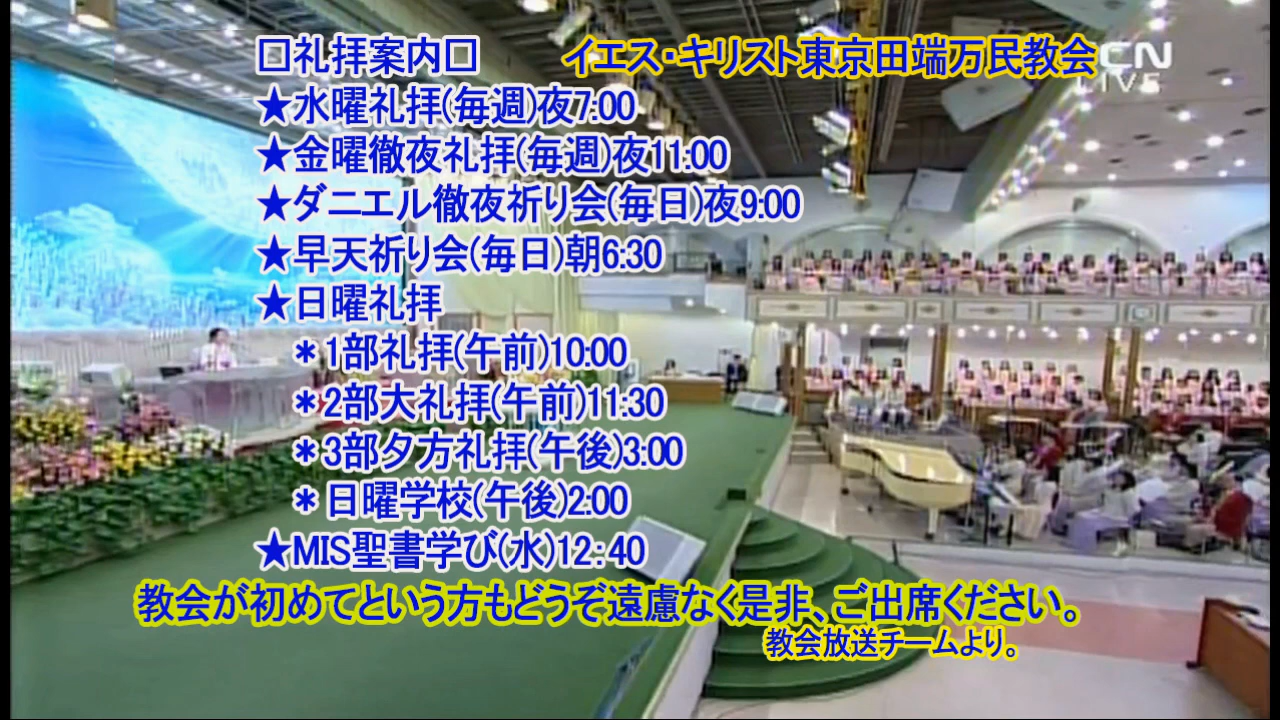 □礼拝案内□ イエス・キリスト東京田端万民教会 CN
LIVE
★水曜礼拝(毎週)夜7:00
★金曜徹夜礼拝(毎週)夜11:00
★ダニエル徹夜祈り会(毎日)夜9:00
★早天祈り会(毎日)朝6:30
★日曜礼拝
*1部礼拝(午前)10:00
*2部大礼拝(午前)11:30
*3部夕方礼拝(午後)3:00
*日曜学校(午後)2:00
★MIS聖書学び(水)12:40
教会が初めてという方もどうぞ遠慮なく是非、ご出席ください。
教会放送チームより。